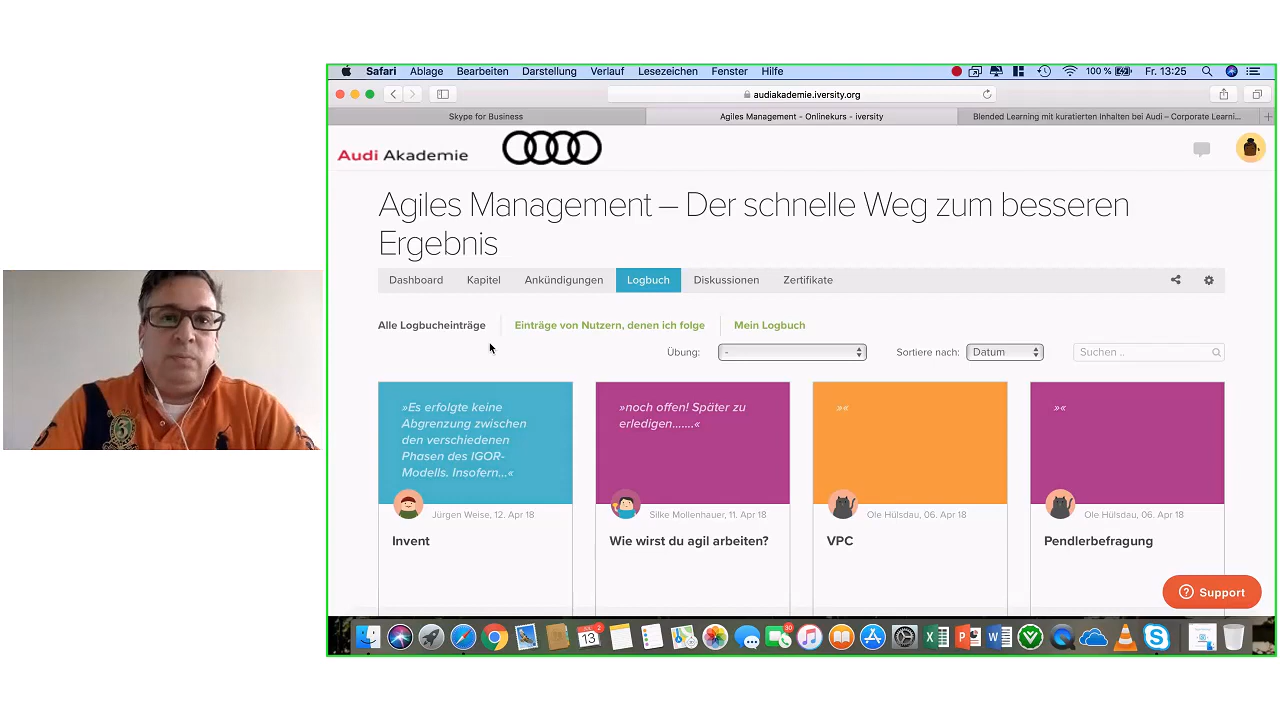 Safari Ablage Bearbeiten Darstellung Verlauf Lesezeichen Fenster Hilfe 100 % Fr. 13:25
audiakademie.iversity.org
Skype for Business Agiles Management - Onlinekurs - iversity Blended Learning mit kuratierten Inhalten bei Audi – Corporate Learni...
Audi Akademie
Agiles Management – Der schnelle Weg zum besseren
Ergebnis
Dashboard Kapitel Ankündigungen Logbuch Diskussionen Zertifikate
Alle Logbucheinträge Einträge von Nutzern, denen ich folge Mein Logbuch
Übung: - Sortiere nach: Datum Suchen ..
»Es erfolgte keine
Abgrenzung zwischen
den verschiedenen
Phasen des IGOR-
Modells. Insofern...«
Jürgen Weise, 12. Apr 18
Invent
»noch offen! Später zu
erledigen.......«
Silke Mollenhauer, 11. Apr 18
Wie wirst du agil arbeiten?
»«
Ole Hülsdau, 06. Apr 18
VPC
»«
Ole Hülsdau, 06. Apr 18
Pendlerbefragung
Support
13